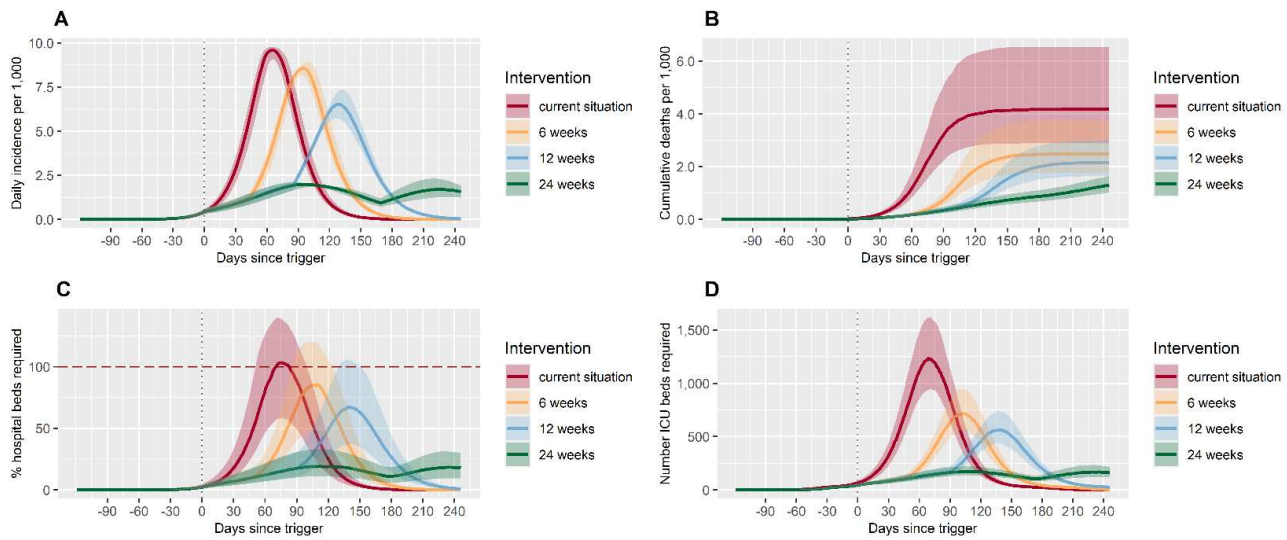 A
Daily incidence per 1,000
10.0
7.5
5.0
2.5
0.0
-90 -60 -30 0 30 60 90 120 150 180 210 240
Days since trigger
Intervention
current situation
6 weeks
12 weeks
24 weeks
B
Cumulative deaths per 1,000
6.0
4.0
2.0
0.0
-90 -60 -30 0 30 60 90 120 150 180 210 240
Days since trigger
Intervention
current situation
6 weeks
12 weeks
24 weeks
C
% hospital beds required
100
50
0
-90 -60 -30 0 30 60 90 120 150 180 210 240
Days since trigger
Intervention
current situation
6 weeks
12 weeks
24 weeks
D
Number ICU beds required
1,500
1,000
500
0
-90 -60 -30 0 30 60 90 120 150 180 210 240
Days since trigger
Intervention
current situation
6 weeks
12 weeks
24 weeks